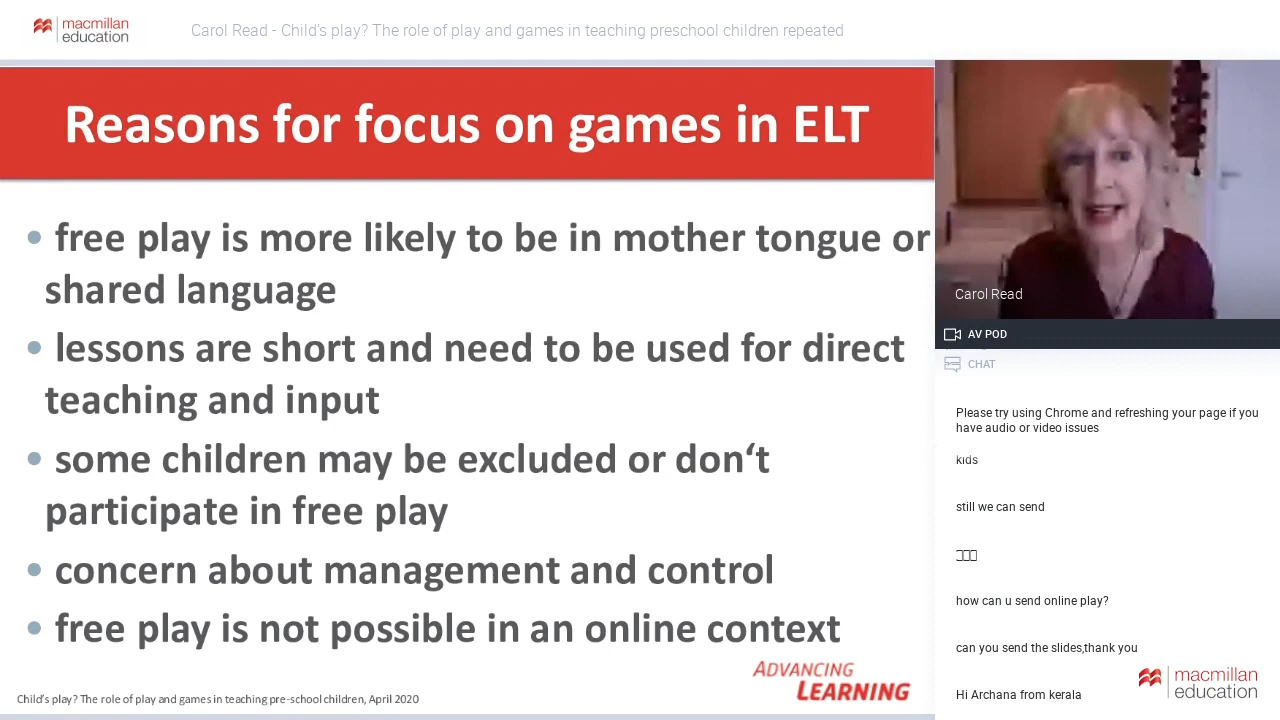 macmillan
education
Carol Read - Child's play? The role of play and games in teaching preschool children repeated
Reasons for focus on games in ELT
• free play is more likely to be in mother tongue or
shared language
• lessons are short and need to be used for direct
teaching and input
• some children may be excluded or don‘t
participate in free play
• concern about management and control
• free play is not possible in an online context
ADVANCING
LEARNING
Child's play? The role of play and games in teaching pre-school children, April 2020
Carol Read
AV POD
CHAT
Please try using Chrome and refreshing your page if you
have audio or video issues
kids
still we can send
how can u send online play?
can you send the slides,thank you
Hi Archana from kerala
macmillan
education